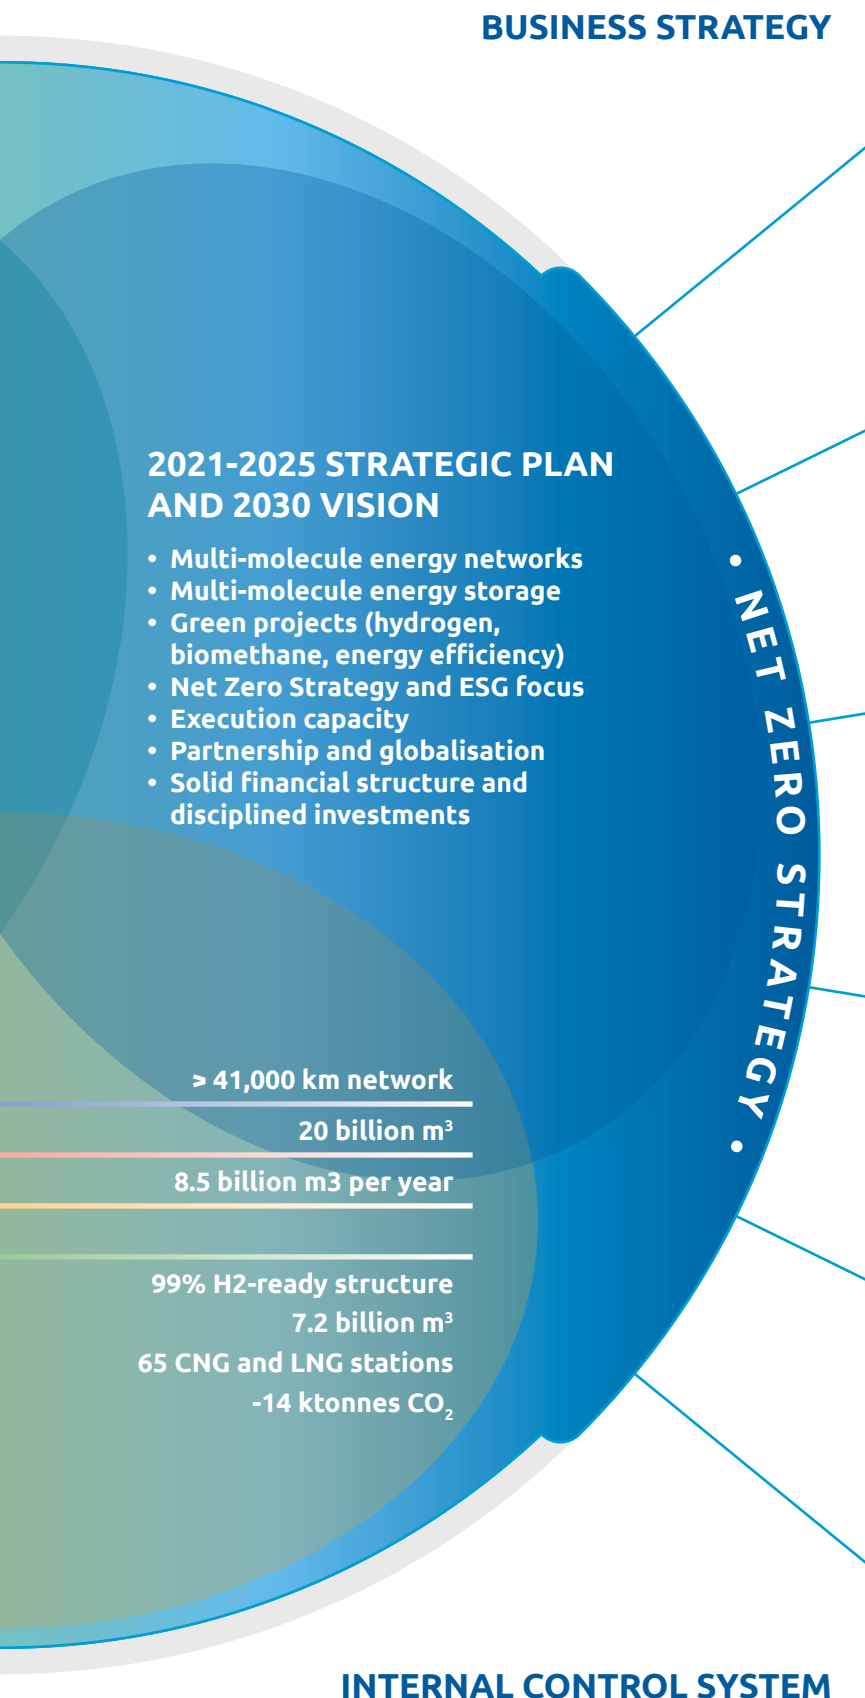 BUSINESS STRATEGY
2021-2025 STRATEGIC PLAN
AND 2030 VISION
• Multi-molecule energy networks
• Multi-molecule energy storage
• Green projects (hydrogen,
biomethane, energy efficiency)
• Net Zero Strategy and ESG focus
• Execution capacity
• Partnership and globalisation
• Solid financial structure and
disciplined investments
• NET ZERO STRATEGY •
> 41,000 km network
20 billion m³
8.5 billion m3 per year
99% H2-ready structure
7.2 billion m³
65 CNG and LNG stations
-14 ktonnes CO₂
INTERNAL CONTROL SYSTEM